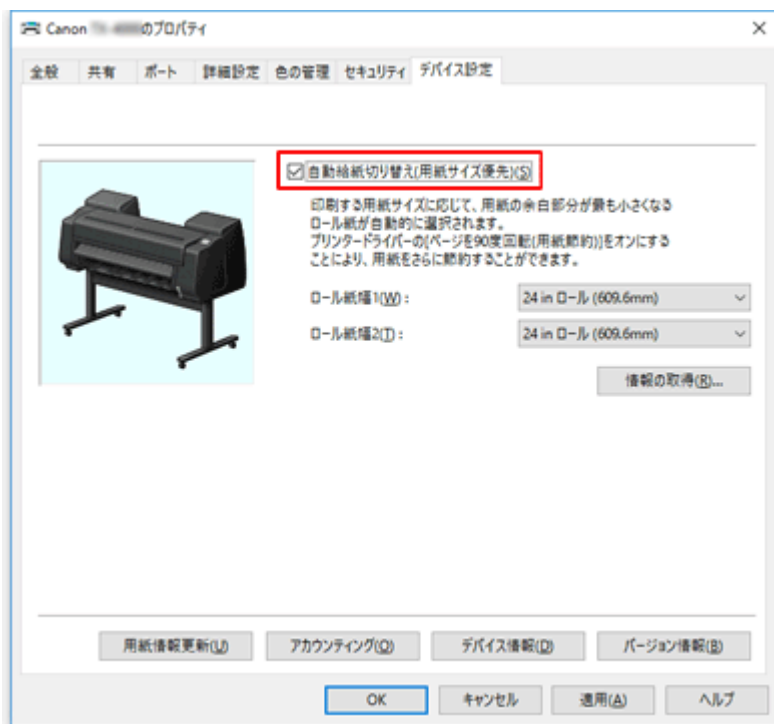 Canon のプロパティ
全般 共有 ポート 詳細設定 色の管理 セキュリティ デバイス設定
自動給紙切り替え(用紙サイズ優先)(S)
印刷する用紙サイズに応じて、用紙の余白部分が最も小さくなる
ロール紙が自動的に選択されます。
プリンタードライバーの[ページを90度回転(用紙節約)]をオンにする
ことにより、用紙をさらに節約することができます。
ロール紙幅1(W): 24 in ロール (609.6mm)
ロール紙幅2(T): 24 in ロール (609.6mm)
情報の取得(R)...
用紙情報更新(U) アカウンティング(O) デバイス情報(D) バージョン情報(B)
OK キャンセル 適用(A) ヘルプ